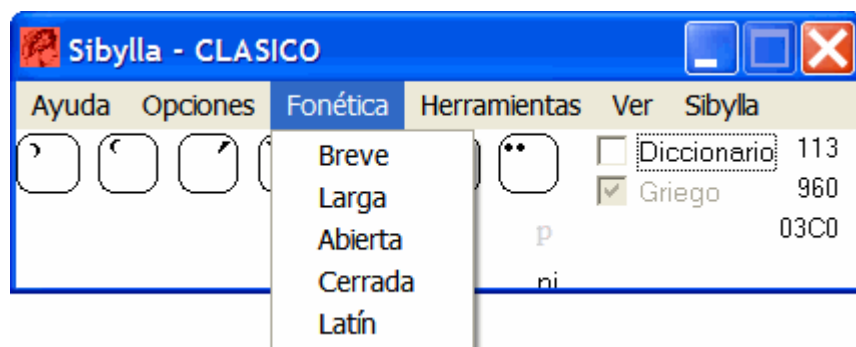 Sibylla - CLASICO
Ayuda Opciones Fonética Herramientas Ver Sibylla
Breve
Larga
Abierta
Cerrada
Latín
Diccionario 113
Griego 960
p 03C0